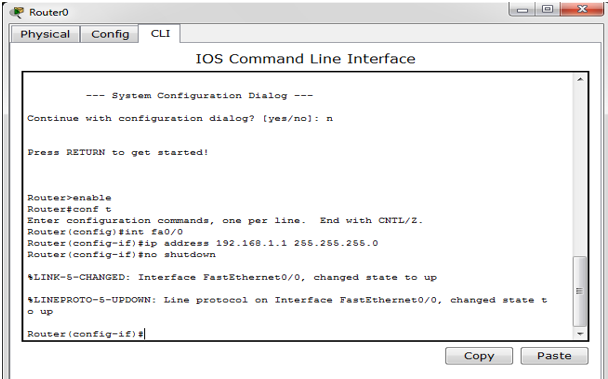 Router0
Physical Config CLI
IOS Command Line Interface
--- System Configuration Dialog ---
Continue with configuration dialog? [yes/no]: n
Press RETURN to get started!
Router>enable
Router#conf t
Enter configuration commands, one per line.  End with CNTL/Z.
Router(config)#int fa0/0
Router(config-if)#ip address 192.168.1.1 255.255.255.0
Router(config-if)#no shutdown
%LINK-5-CHANGED: Interface FastEthernet0/0, changed state to up
%LINEPROTO-5-UPDOWN: Line protocol on Interface FastEthernet0/0, changed state t
o up
Router(config-if)#
Copy Paste